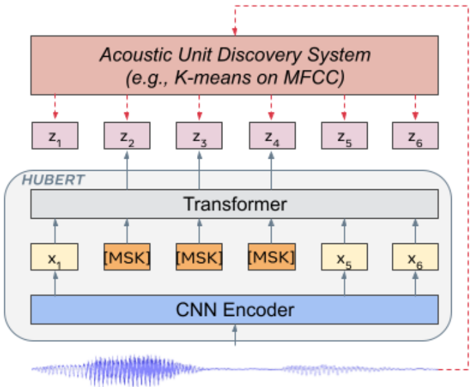 Acoustic Unit Discovery System
(e.g., K-means on MFCC)
z1 z2 z3 z4 z5 z6
HUBERT
Transformer
x1 [MSK] [MSK] [MSK] x5 x6
CNN Encoder